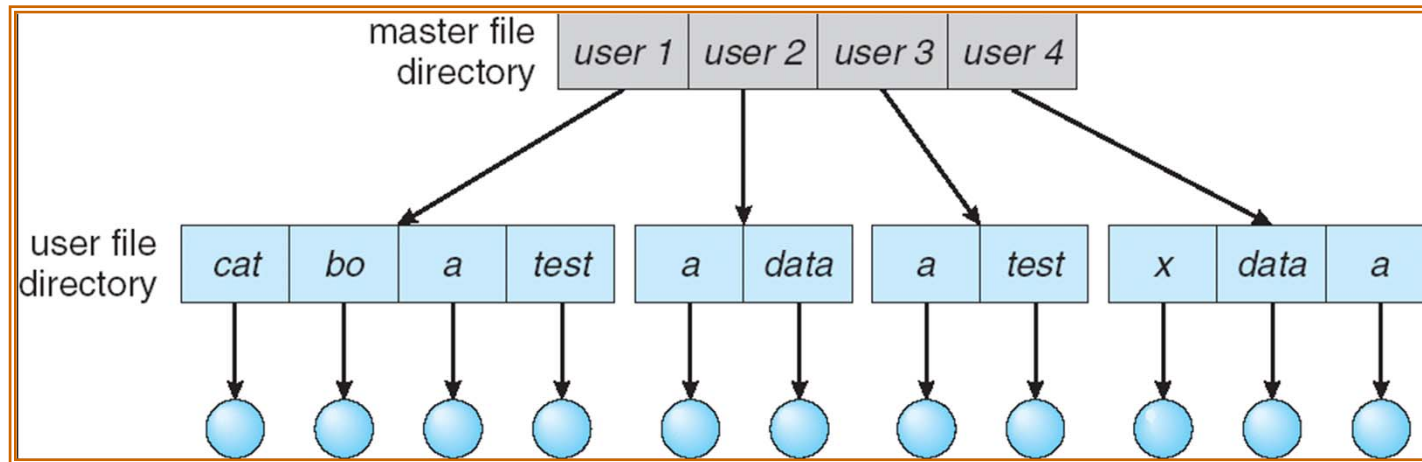 master file
directory
user 1 user 2 user 3 user 4
user file
directory
cat bo a test a data a test x data a